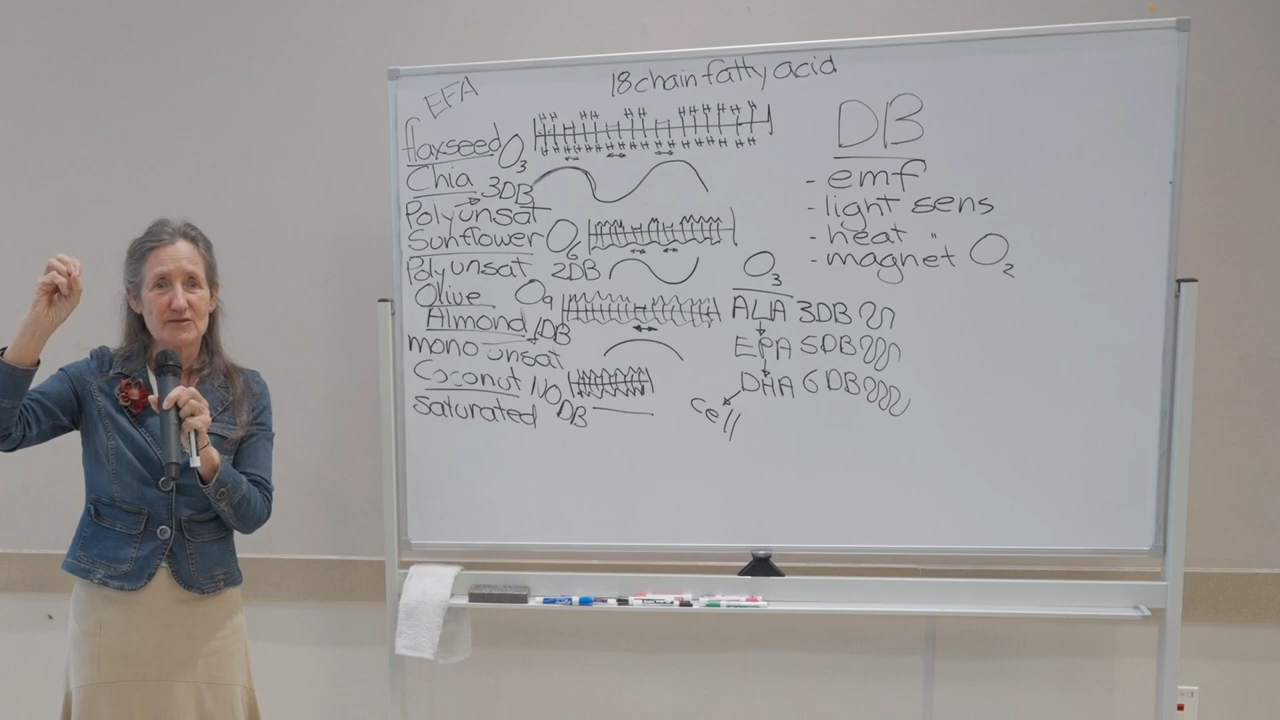 18 chain fatty acid
EFA
flaxseed O3
Chia 3DB
Polyunsat
Sunflower O6
Polyunsat 2DB
Olive O9
Almond 1DB
mono unsat
Coconut NO
saturated DB
DB
- emf
- light sens
- heat "
- magnet O2
O3
ALA 3DB
EPA 5DB
DHA 6DB
cell